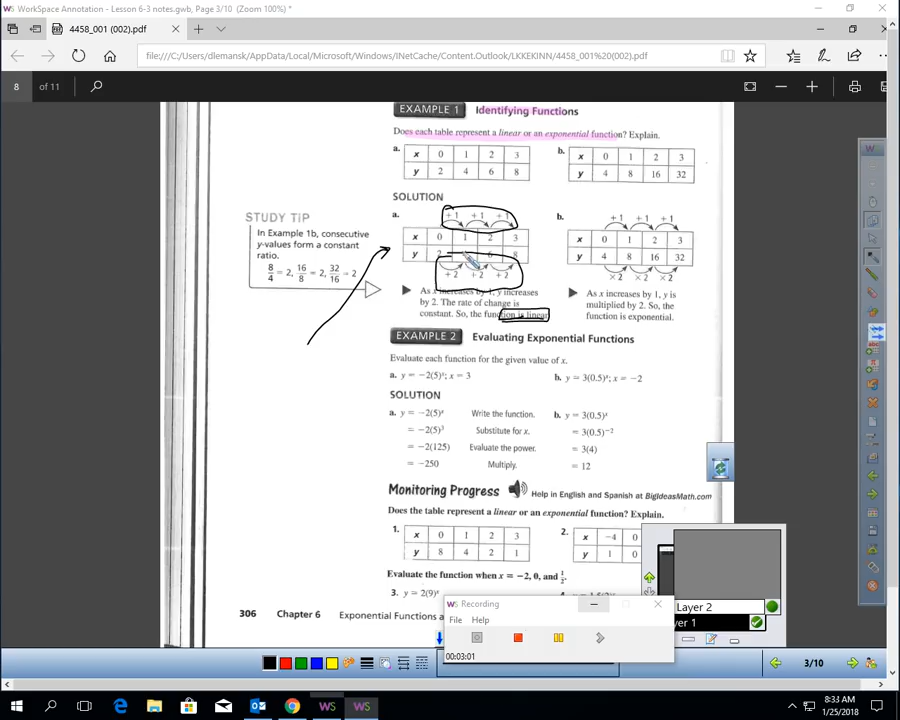 WorkSpace Annotation - Lesson 6-3 notes.gwb, Page 3/10 (Zoom 100%) *
4458_001 (002).pdf
file:///C:/Users/dlemansk/AppData/Local/Microsoft/Windows/INetCache/Content.Outlook/LKKEKINN/4458_001%20(002).pdf
8 of 11
EXAMPLE 1 Identifying Functions
Does each table represent a linear or an exponential function? Explain.
a. x 0 1 2 3
y 2 4 6 8
b. x 0 1 2 3
y 4 8 16 32
SOLUTION
a. +1 +1 +1
x 0 1 2 3
y 2 6 8
+2 +2 +2
As x increases by 1, y increases
by 2. The rate of change is
constant. So, the function is linear
b. +1 +1 +1
x 0 1 2 3
y 4 8 16 32
×2 ×2 ×2
As x increases by 1, y is
multiplied by 2. So, the
function is exponential.
STUDY TIP
In Example 1b, consecutive
y-values form a constant
ratio.
8/4 = 2, 16/8 = 2, 32/16 = 2
EXAMPLE 2 Evaluating Exponential Functions
Evaluate each function for the given value of x.
a. y = −2(5)ˣ; x = 3 b. y = 3(0.5)ˣ; x = −2
SOLUTION
a. y = −2(5)ˣ Write the function. b. y = 3(0.5)ˣ
= −2(5)³ Substitute for x. = 3(0.5)⁻²
= −2(125) Evaluate the power. = 3(4)
= −250 Multiply. = 12
Monitoring Progress Help in English and Spanish at BigIdeasMath.com
Does the table represent a linear or an exponential function? Explain.
1. x 0 1 2 3
y 8 4 2 1
2. x −4 0
y 1 0
Evaluate the function when x = −2, 0, and 1/2.
3. y = 2(9)ˣ
306 Chapter 6 Exponential Functions a
Layer 2
yer 1
WS Recording
File Help
00:03:01
3/10
8:33 AM
1/25/2018